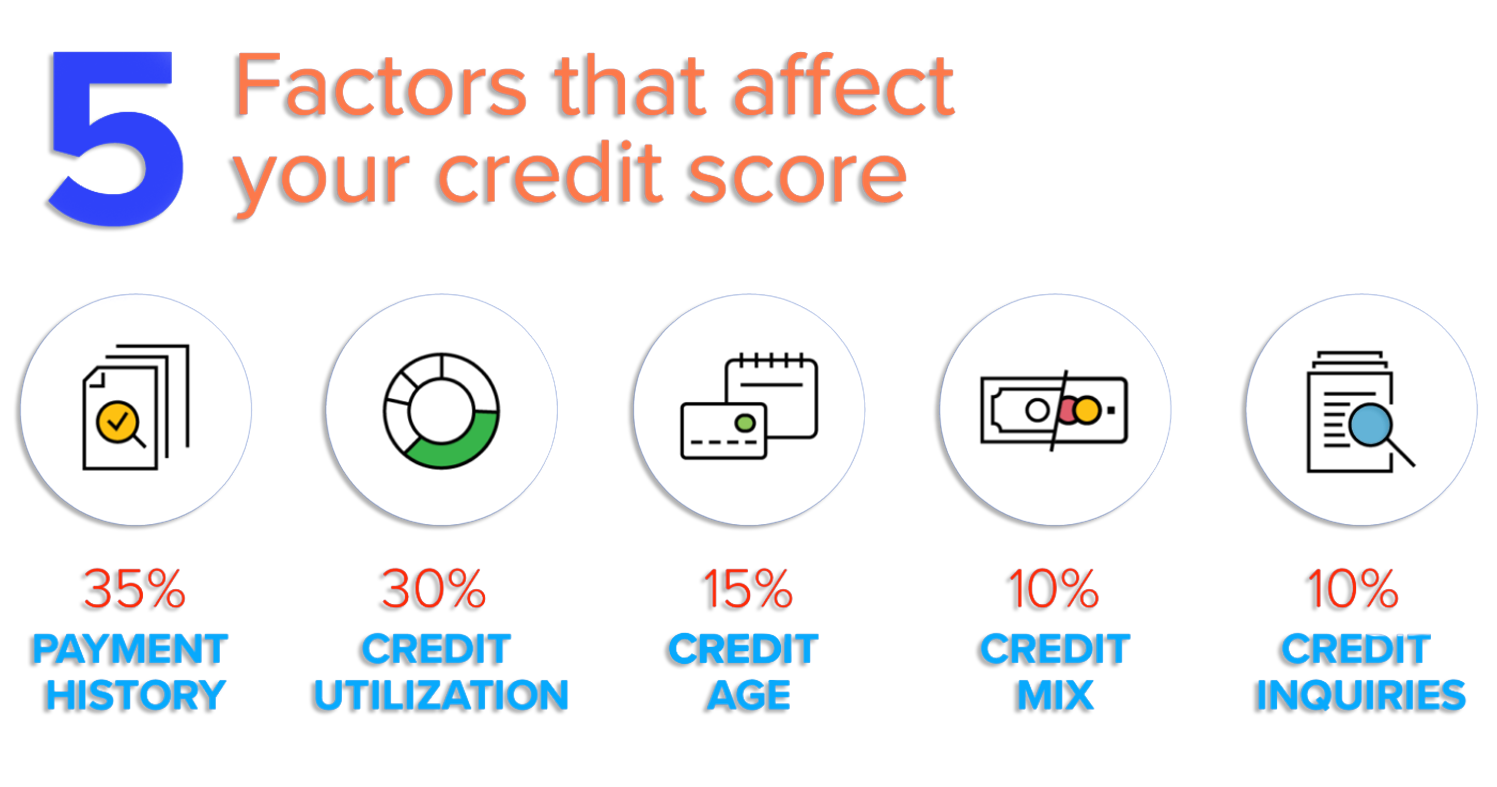 5
Factors that affect
your credit score
35%
PAYMENT
HISTORY
30%
CREDIT
UTILIZATION
15%
CREDIT
AGE
10%
CREDIT
MIX
10%
CREDIT
INQUIRIES